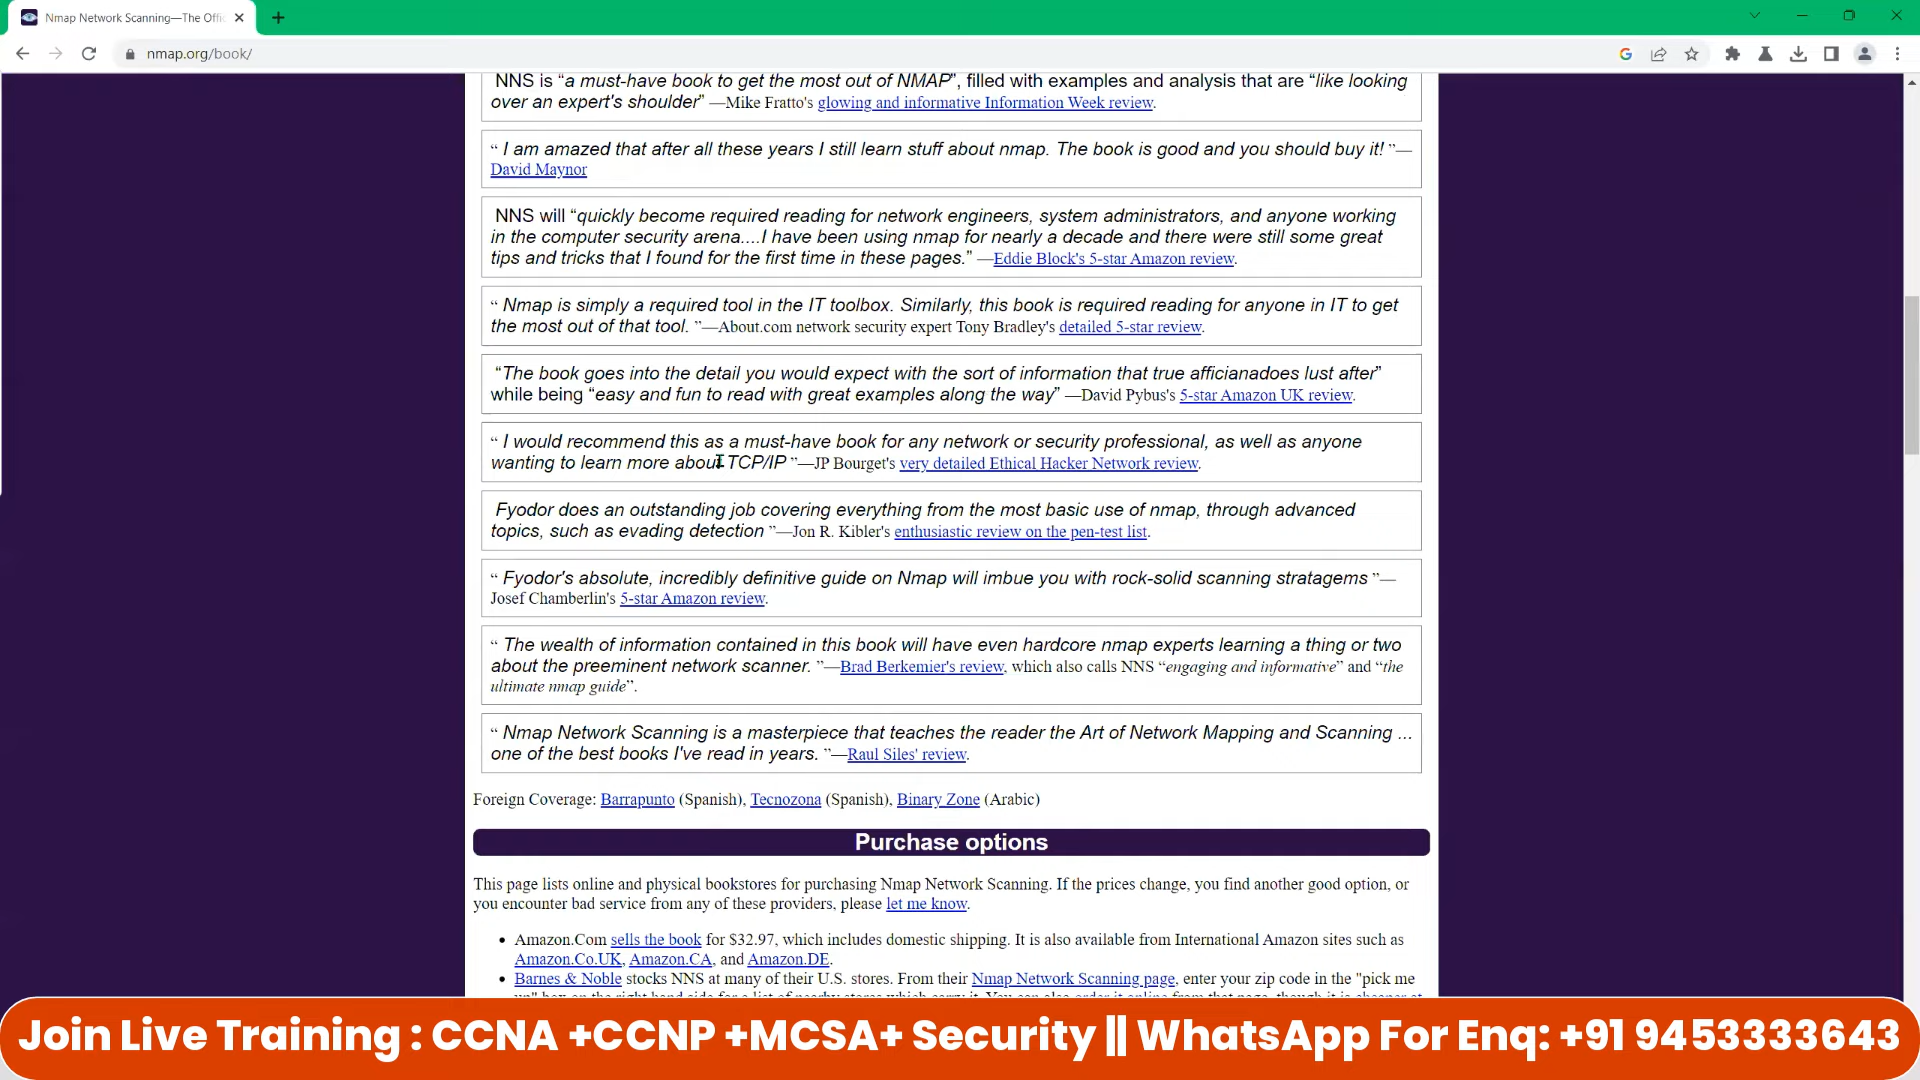 Nmap Network Scanning—The Offic
nmap.org/book/
NNS is “a must-have book to get the most out of NMAP”, filled with examples and analysis that are “like looking
over an expert's shoulder” —Mike Fratto's glowing and informative Information Week review.
“ I am amazed that after all these years I still learn stuff about nmap. The book is good and you should buy it! ”—
David Maynor
NNS will “quickly become required reading for network engineers, system administrators, and anyone working
in the computer security arena....I have been using nmap for nearly a decade and there were still some great
tips and tricks that I found for the first time in these pages.” —Eddie Block's 5-star Amazon review.
“ Nmap is simply a required tool in the IT toolbox. Similarly, this book is required reading for anyone in IT to get
the most out of that tool. ”—About.com network security expert Tony Bradley's detailed 5-star review.
“The book goes into the detail you would expect with the sort of information that true afficianadoes lust after”
while being “easy and fun to read with great examples along the way” —David Pybus's 5-star Amazon UK review.
“ I would recommend this as a must-have book for any network or security professional, as well as anyone
wanting to learn more about TCP/IP ”—JP Bourget's very detailed Ethical Hacker Network review.
Fyodor does an outstanding job covering everything from the most basic use of nmap, through advanced
topics, such as evading detection ”—Jon R. Kibler's enthusiastic review on the pen-test list.
“ Fyodor's absolute, incredibly definitive guide on Nmap will imbue you with rock-solid scanning stratagems ”—
Josef Chamberlin's 5-star Amazon review.
“ The wealth of information contained in this book will have even hardcore nmap experts learning a thing or two
about the preeminent network scanner. ”—Brad Berkemier's review, which also calls NNS “engaging and informative” and “the
ultimate nmap guide”.
“ Nmap Network Scanning is a masterpiece that teaches the reader the Art of Network Mapping and Scanning ...
one of the best books I've read in years. ”—Raul Siles' review.
Foreign Coverage: Barrapunto (Spanish), Tecnozona (Spanish), Binary Zone (Arabic)
Purchase options
This page lists online and physical bookstores for purchasing Nmap Network Scanning. If the prices change, you find another good option, or
you encounter bad service from any of these providers, please let me know.
• Amazon.Com sells the book for $32.97, which includes domestic shipping. It is also available from International Amazon sites such as
Amazon.Co.UK, Amazon.CA, and Amazon.DE.
• Barnes & Noble stocks NNS at many of their U.S. stores. From their Nmap Network Scanning page, enter your zip code in the "pick me
Join Live Training : CCNA +CCNP +MCSA+ Security || WhatsApp For Enq: +91 9453333643